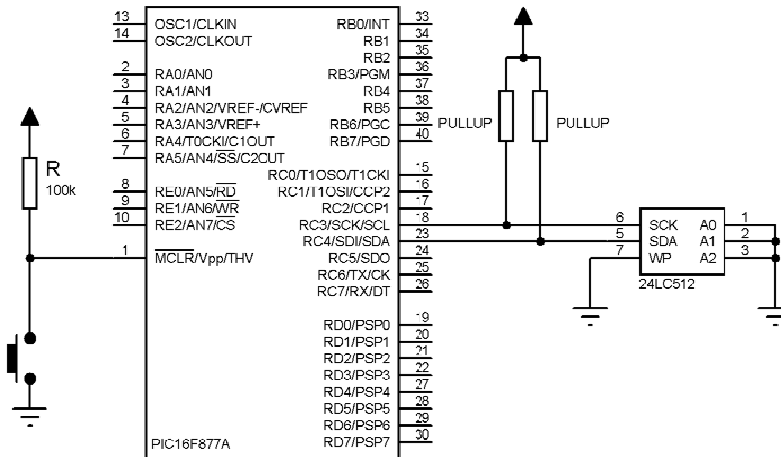 13 OSC1/CLKIN RB0/INT 33
14 OSC2/CLKOUT RB1 34
RB2 35
2 RA0/AN0 RB3/PGM 36
3 RA1/AN1 RB4 37
4 RA2/AN2/VREF-/CVREF RB5 38
5 RA3/AN3/VREF+ RB6/PGC 39
6 RA4/T0CKI/C1OUT RB7/PGD 40
7 RA5/AN4/SS/C2OUT
PULLUP PULLUP
R
100k
RC0/T1OSO/T1CKI 15
8 RE0/AN5/RD RC1/T1OSI/CCP2 16
9 RE1/AN6/WR RC2/CCP1 17
10 RE2/AN7/CS RC3/SCK/SCL 18
RC4/SDI/SDA 23
1 MCLR/Vpp/THV RC5/SDO 24
RC6/TX/CK 25
RC7/RX/DT 26
6 SCK A0 1
5 SDA A1 2
7 WP A2 3
24LC512
RD0/PSP0 19
RD1/PSP1 20
RD2/PSP2 21
RD3/PSP3 22
RD4/PSP4 27
RD5/PSP5 28
RD6/PSP6 29
RD7/PSP7 30
PIC16F877A